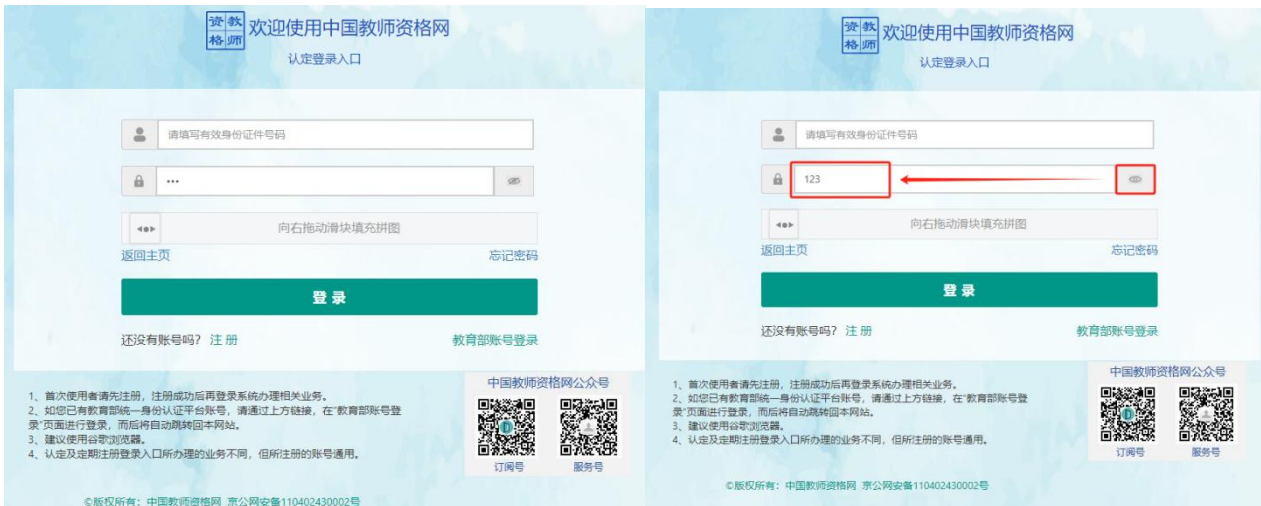 资教
格师
欢迎使用中国教师资格网
认定登录入口
请填写有效身份证件号码
•••
向右拖动滑块填充拼图
返回主页 忘记密码
登录
还没有账号吗？ 注 册 教育部账号登录
1、首次使用者请先注册，注册成功后再登录系统办理相关业务。
2、如您已有教育部统一身份认证平台账号，请通过上方链接，在“教育部账号登
录”页面进行登录，而后将自动跳转回本网站。
3、建议使用谷歌浏览器。
4、认定及定期注册登录入口所办理的业务不同，但所注册的账号通用。
中国教师资格网公众号
订阅号 服务号
©版权所有：中国教师资格网 京公网安备110402430002号
资教
格师
欢迎使用中国教师资格网
认定登录入口
请填写有效身份证件号码
123
向右拖动滑块填充拼图
返回主页 忘记密码
登录
还没有账号吗？ 注 册 教育部账号登录
1、首次使用者请先注册，注册成功后再登录系统办理相关业务。
2、如您已有教育部统一身份认证平台账号，请通过上方链接，在“教育部账号登
录”页面进行登录，而后将自动跳转回本网站。
3、建议使用谷歌浏览器。
4、认定及定期注册登录入口所办理的业务不同，但所注册的账号通用。
中国教师资格网公众号
订阅号 服务号
©版权所有：中国教师资格网 京公网安备110402430002号